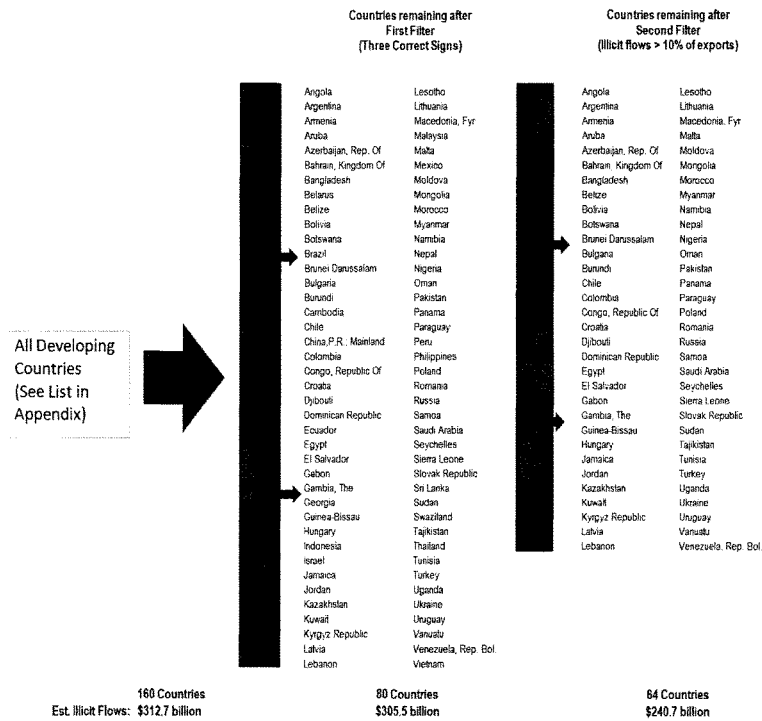 Countries remaining after
First Filter
(Three Correct Signs)
Countries remaining after
Second Filter
(Illicit flows > 10% of exports)
All Developing
Countries
(See List in
Appendix)
Angola
Argentina
Armenia
Aruba
Azerbaijan, Rep. Of
Bahrain, Kingdom Of
Bangladesh
Belarus
Belize
Bolivia
Botswana
Brazil
Brunei Darussalam
Bulgaria
Burundi
Cambodia
Chile
China,P.R.: Mainland
Colombia
Congo, Republic Of
Croatia
Djibouti
Dominican Republic
Ecuador
Egypt
El Salvador
Gabon
Gambia, The
Georgia
Guinea-Bissau
Hungary
Indonesia
Israel
Jamaica
Jordan
Kazakhstan
Kuwait
Kyrgyz Republic
Latvia
Lebanon
Lesotho
Lithuania
Macedonia, Fyr
Malaysia
Malta
Mexico
Moldova
Mongolia
Morocco
Myanmar
Namibia
Nepal
Nigeria
Oman
Pakistan
Panama
Paraguay
Peru
Philippines
Poland
Romania
Russia
Samoa
Saudi Arabia
Seychelles
Sierra Leone
Slovak Republic
Sri Lanka
Sudan
Swaziland
Tajikistan
Thailand
Tunisia
Turkey
Uganda
Ukraine
Uruguay
Vanuatu
Venezuela, Rep. Bol.
Vietnam
Angola
Argentina
Armenia
Aruba
Azerbaijan, Rep. Of
Bahrain, Kingdom Of
Bangladesh
Belize
Bolivia
Botswana
Brunei Darussalam
Bulgaria
Burundi
Chile
Colombia
Congo, Republic Of
Croatia
Djibouti
Dominican Republic
Egypt
El Salvador
Gabon
Gambia, The
Guinea-Bissau
Hungary
Jamaica
Jordan
Kazakhstan
Kuwait
Kyrgyz Republic
Latvia
Lebanon
Lesotho
Lithuania
Macedonia, Fyr
Malta
Moldova
Mongolia
Morocco
Myanmar
Namibia
Nepal
Nigeria
Oman
Pakistan
Panama
Paraguay
Poland
Romania
Russia
Samoa
Saudi Arabia
Seychelles
Sierra Leone
Slovak Republic
Sudan
Tajikistan
Tunisia
Turkey
Uganda
Ukraine
Uruguay
Vanuatu
Venezuela, Rep. Bol.
160 Countries 80 Countries 64 Countries
Est. Illicit Flows: $312.7 billion $305.5 billion $240.7 billion